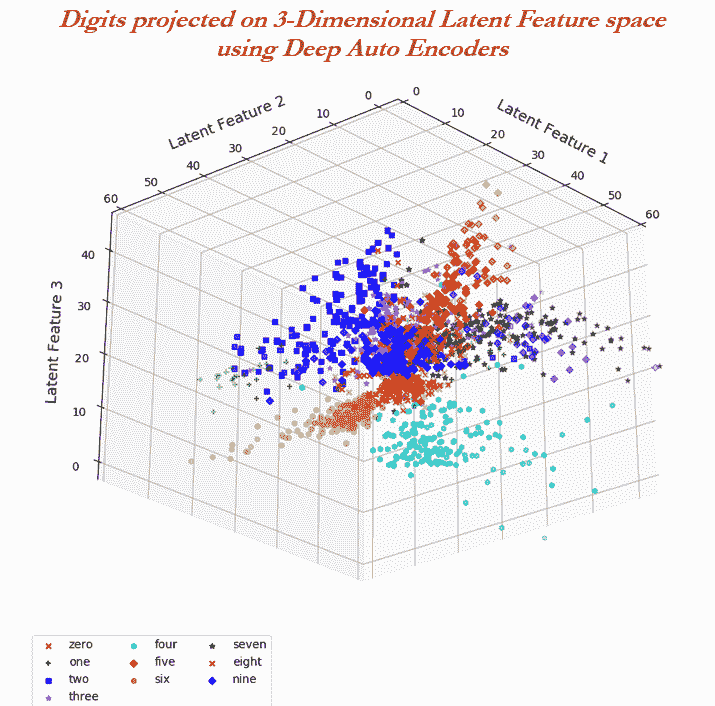 Digits projected on 3-Dimensional Latent Feature space
using Deep Auto Encoders
Latent Feature 2
Latent Feature 1
0
10
20
30
40
50
60
0
10
20
30
40
50
60
Latent Feature 3
40
30
20
10
0
zero
one
two
three
four
five
six
seven
eight
nine